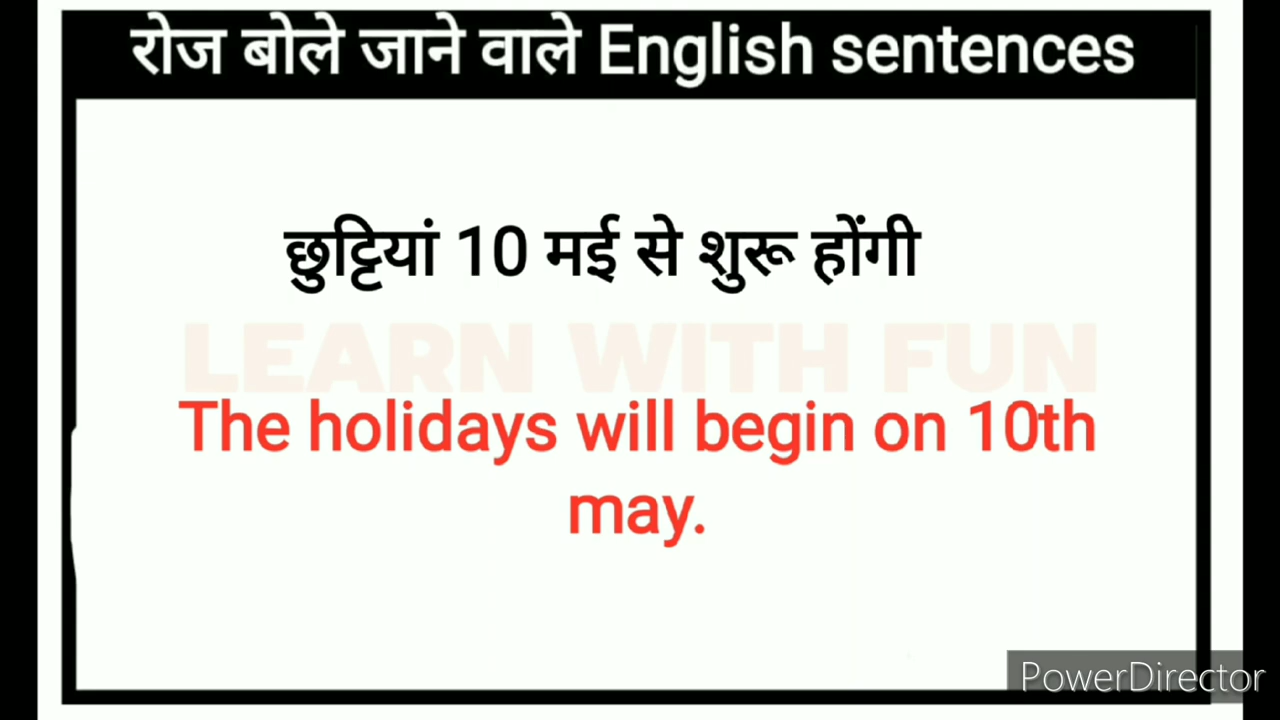 रोज बोले जाने वाले English sentences
छुट्टियां 10 मई से शुरू होंगी
LEARN WITH FUN
The holidays will begin on 10th
may.
PowerDirector